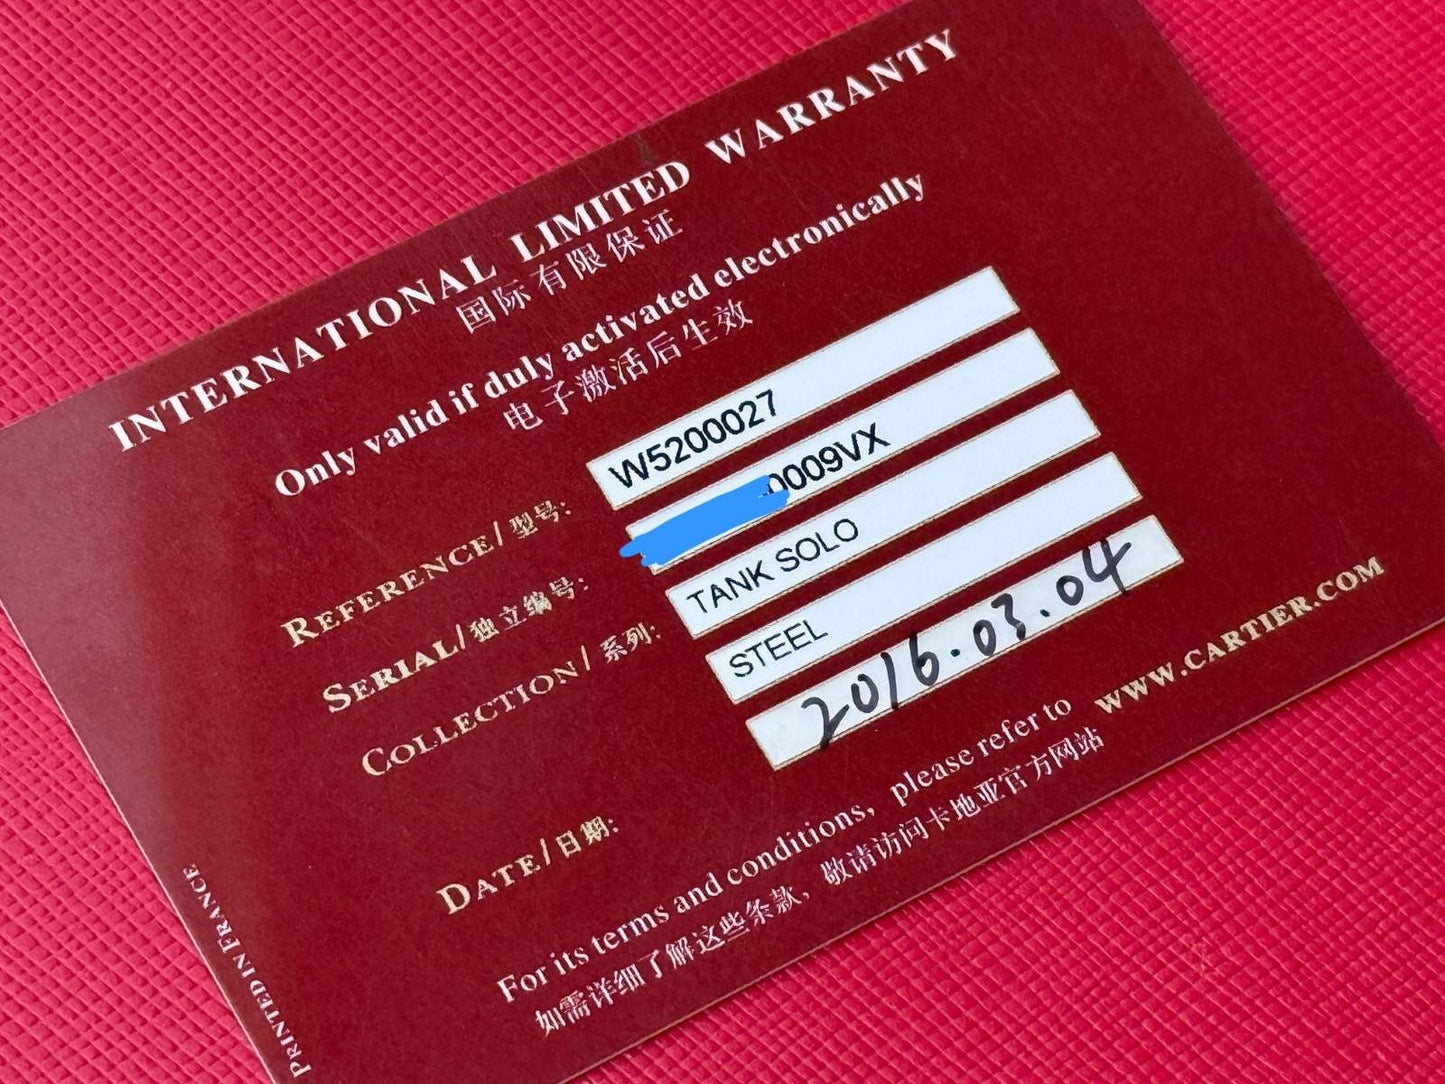 INTERNATIONAL LIMITED WARRANTY
国际有限保证
Only valid if duly activated electronically
电子激活后生效
REFERENCE/型号: W5200027
SERIAL/独立编号: 0009VX
COLLECTION/系列: TANK SOLO
STEEL
DATE/日期: 2016.03.04
For its terms and conditions, please refer to WWW.CARTIER.COM
如需详细了解这些条款, 敬请访问卡地亚官方网站
PRINTED IN FRANCE